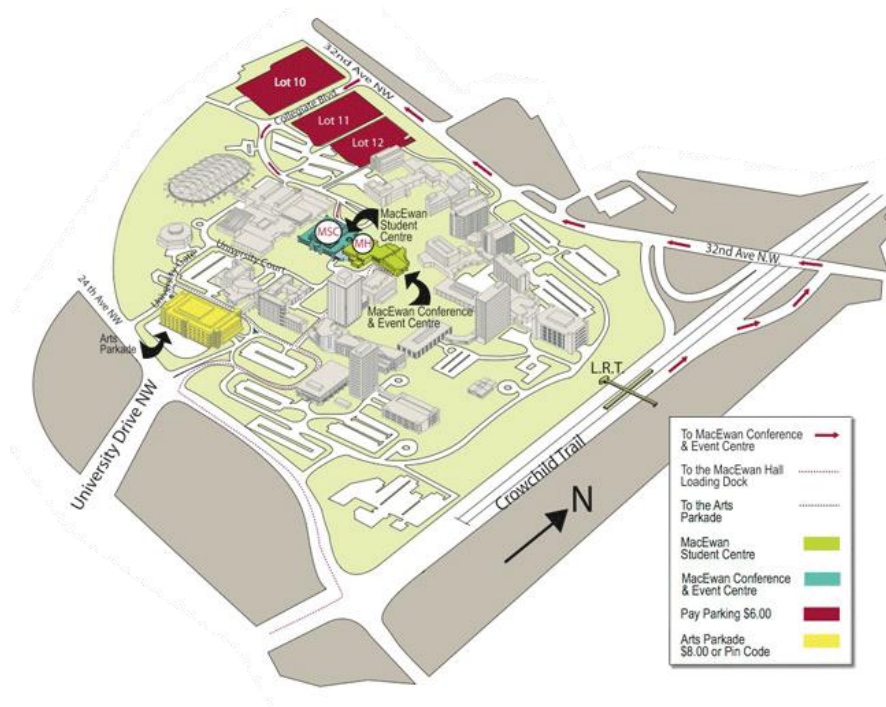 32nd Ave NW
Lot 10
Collegiate Blvd.
Lot 11
Lot 12
MacEwan
Student
Centre
MSC
MH
32nd Ave N.W.
University Court
University Gate
24th Ave NW
MacEwan Conference
& Event Centre
Arts
Parkade
L.R.T.
University Drive NW
Crowchild Trail
N
To MacEwan Conference
& Event Centre
To the MacEwan Hall
Loading Dock
To the Arts
Parkade
MacEwan
Student Centre
MacEwan Conference
& Event Centre
Pay Parking $6.00
Arts Parkade
$8.00 or Pin Code